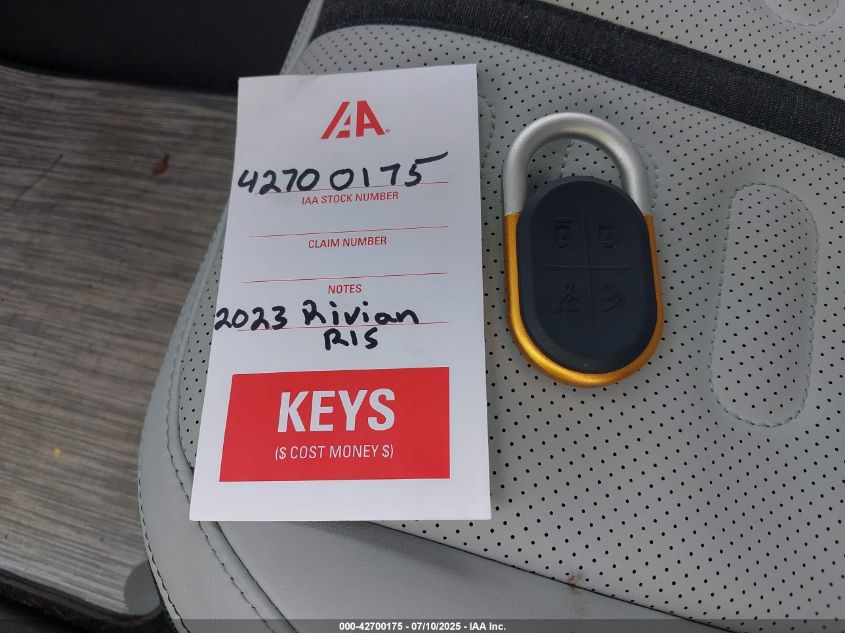 IAA
42700175
IAA STOCK NUMBER
CLAIM NUMBER
NOTES
2023 Rivian
R1S
KEYS
($ COST MONEY $)
000-42700175 - 07/10/2025 - IAA Inc.